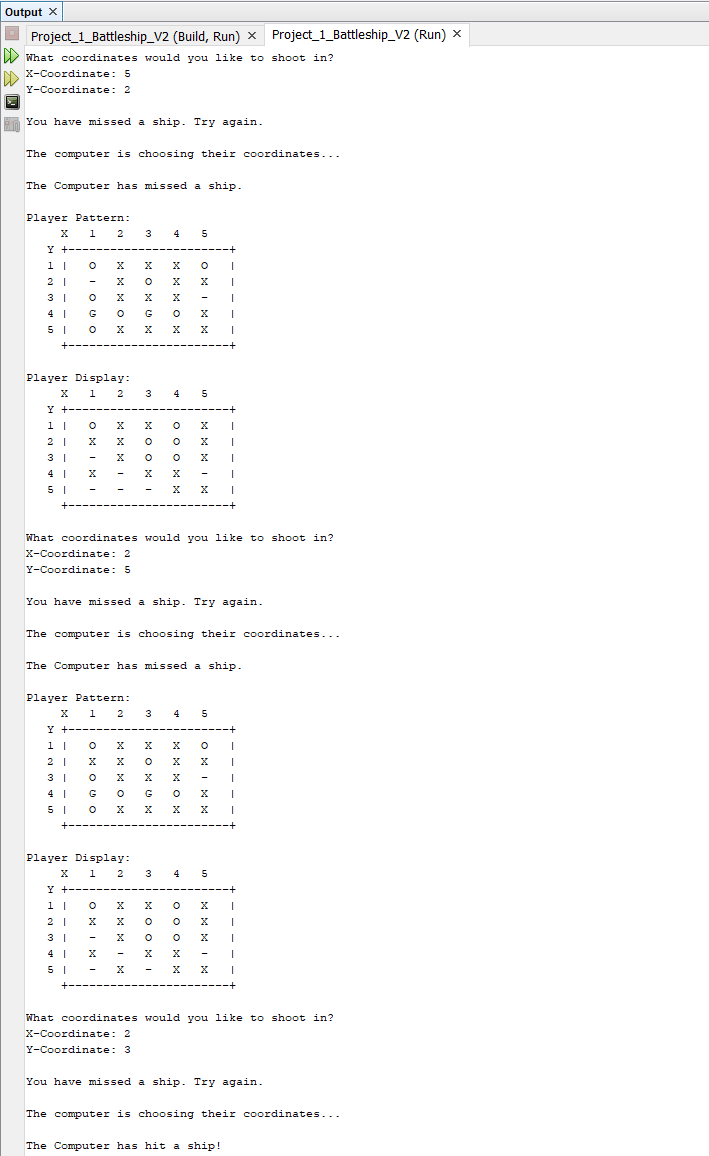 Output ×
Project_1_Battleship_V2 (Build, Run) × Project_1_Battleship_V2 (Run) ×
What coordinates would you like to shoot in?
X-Coordinate: 5
Y-Coordinate: 2
You have missed a ship. Try again.
The computer is choosing their coordinates...
The Computer has missed a ship.
Player Pattern:
X 1 2 3 4 5
Y +-----------------------+
1 | O X X X O |
2 | - X O X X |
3 | O X X X - |
4 | G O G O X |
5 | O X X X X |
+-----------------------+
Player Display:
X 1 2 3 4 5
Y +-----------------------+
1 | O X X O X |
2 | X X O O X |
3 | - X O O X |
4 | X - X X - |
5 | - - - X X |
+-----------------------+
What coordinates would you like to shoot in?
X-Coordinate: 2
Y-Coordinate: 5
You have missed a ship. Try again.
The computer is choosing their coordinates...
The Computer has missed a ship.
Player Pattern:
X 1 2 3 4 5
Y +-----------------------+
1 | O X X X O |
2 | X X O X X |
3 | O X X X - |
4 | G O G O X |
5 | O X X X X |
+-----------------------+
Player Display:
X 1 2 3 4 5
Y +-----------------------+
1 | O X X O X |
2 | X X O O X |
3 | - X O O X |
4 | X - X X - |
5 | - X - X X |
+-----------------------+
What coordinates would you like to shoot in?
X-Coordinate: 2
Y-Coordinate: 3
You have missed a ship. Try again.
The computer is choosing their coordinates...
The Computer has hit a ship!